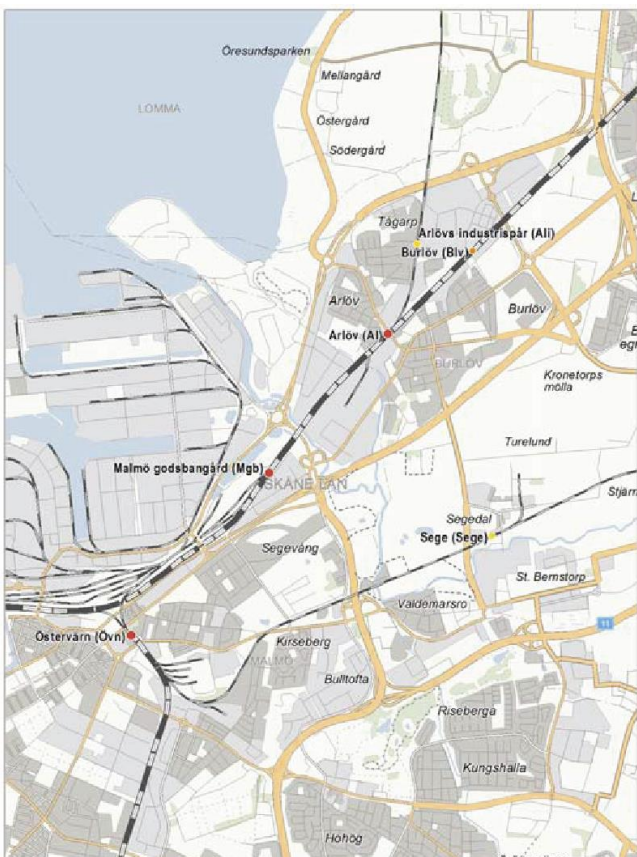 Öresundsparken
Mellangård
LOMMA
Östergård
Södergård
Tågarp
Arlövs industrispår (Ali)
Burlöv (Blv)
Arlöv
Burlöv
Arlöv (Al)
BURLÖV
Kronetorps
mölla
Turelund
Malmö godsbangård (Mgb)
SKÅNE LÄN
Stjärn
Segedal
Sege (Sege)
Segevång
St. Bernstorp
Valdemarsro
11
Östervärn (Övn)
Kirseberg
MALMÖ
Bulltofta
Riseberga
Kungshälla
Hohög